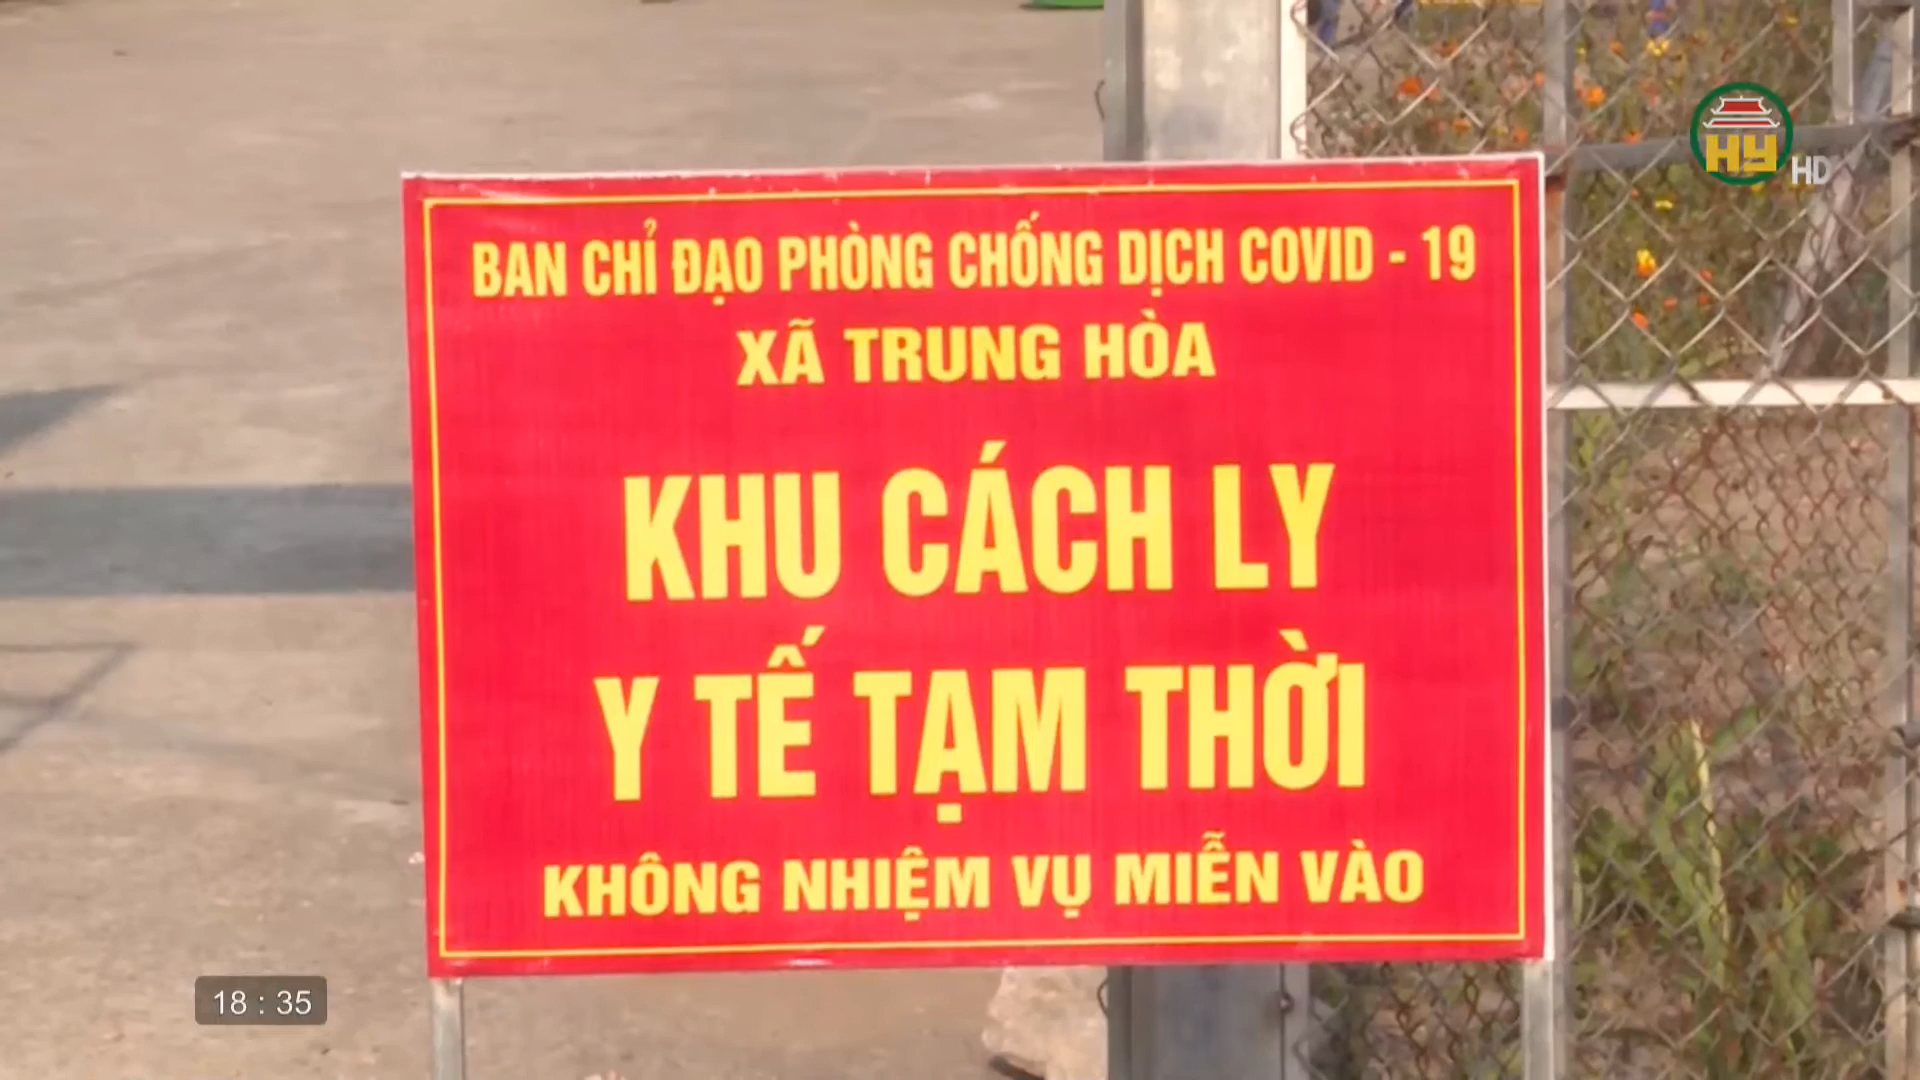 HY HD
BAN CHỈ ĐẠO PHÒNG CHỐNG DỊCH COVID - 19
XÃ TRUNG HÒA
KHU CÁCH LY
Y TẾ TẠM THỜI
KHÔNG NHIỆM VỤ MIỄN VÀO
18 : 35